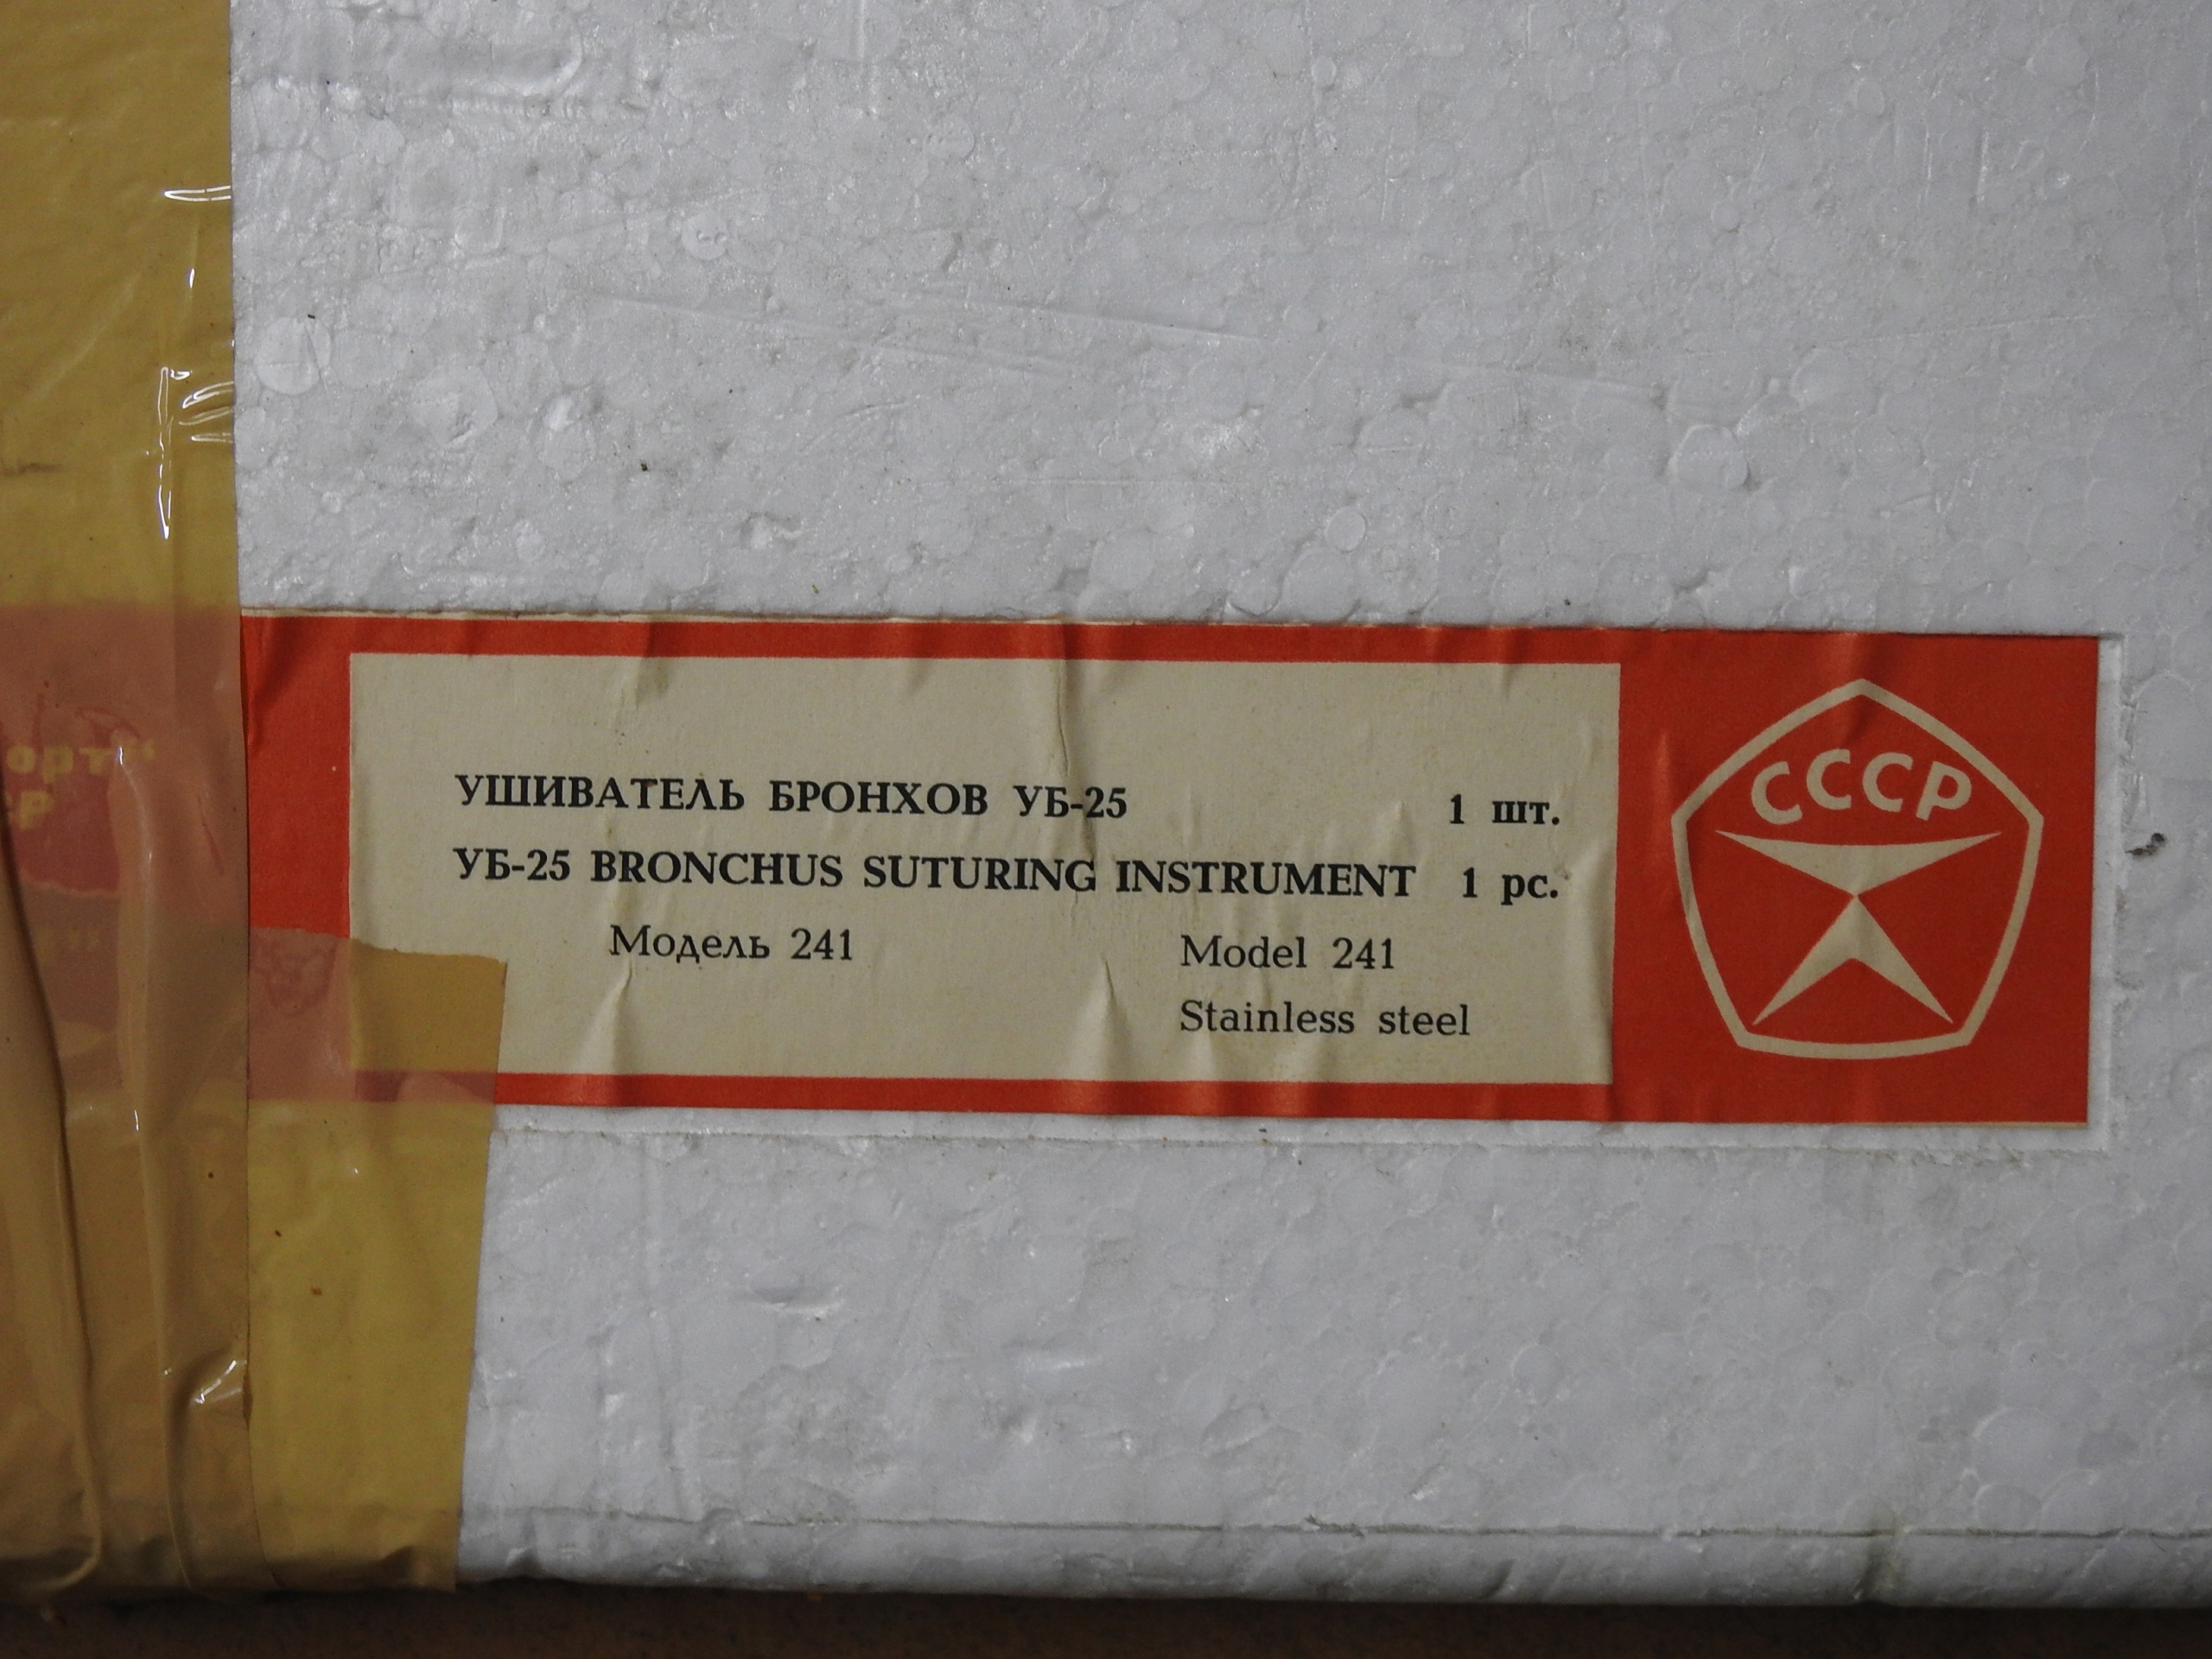 УШИВАТЕЛЬ БРОНХОВ УБ-25 1 шт.
УБ-25 BRONCHUS SUTURING INSTRUMENT 1 pc.
Модель 241 Model 241
Stainless steel
СССР